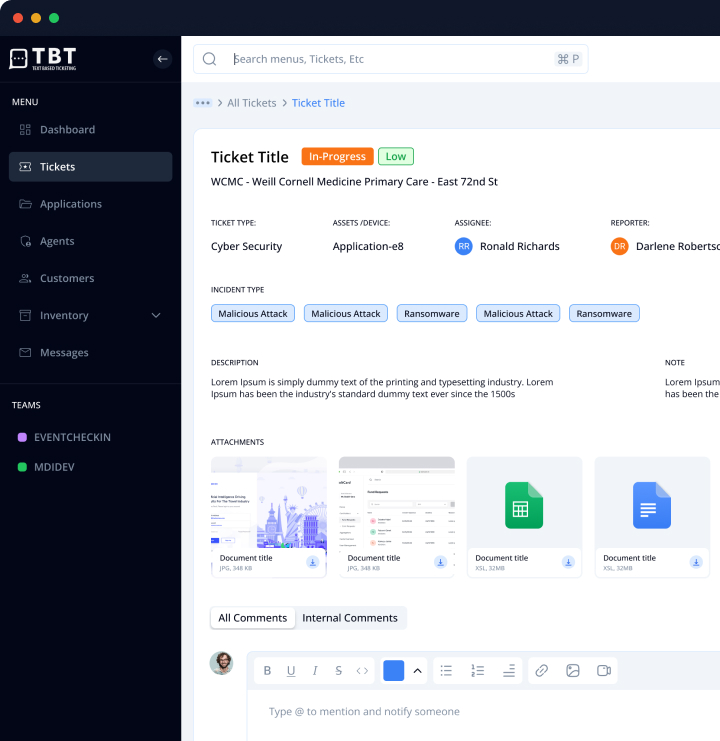 TBT
TEXT BASED TICKETING
Search menus, Tickets, Etc
⌘ P
MENU
Dashboard
Tickets
Applications
Agents
Customers
Inventory
Messages
TEAMS
EVENTCHECKIN
MDIDEV
••• > All Tickets > Ticket Title
Ticket Title In-Progress Low
WCMC - Weill Cornell Medicine Primary Care - East 72nd St
TICKET TYPE: ASSETS /DEVICE: ASSIGNEE: REPORTER:
Cyber Security Application-e8 RR Ronald Richards DR Darlene Robertso
INCIDENT TYPE
Malicious Attack Malicious Attack Ransomware Malicious Attack Ransomware
DESCRIPTION NOTE
Lorem Ipsum is simply dummy text of the printing and typesetting industry. Lorem Lorem Ipsum
Ipsum has been the industry's standard dummy text ever since the 1500s has been the
ATTACHMENTS
Document title Document title Document title Document title
JPG, 348 KB JPG, 348 KB XSL, 32MB XSL, 32MB
All Comments Internal Comments
B U I S <>
Type @ to mention and notify someone